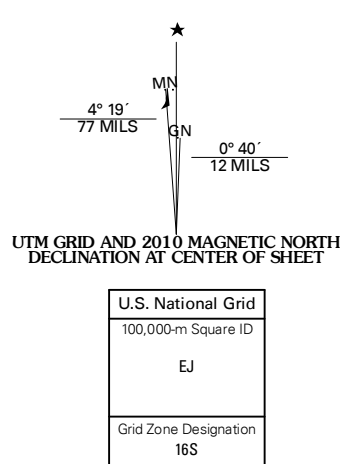 MN
4° 19´
77 MILS
GN
0° 40´
12 MILS
UTM GRID AND 2010 MAGNETIC NORTH
DECLINATION AT CENTER OF SHEET
U.S. National Grid
100,000-m Square ID
EJ
Grid Zone Designation
16S